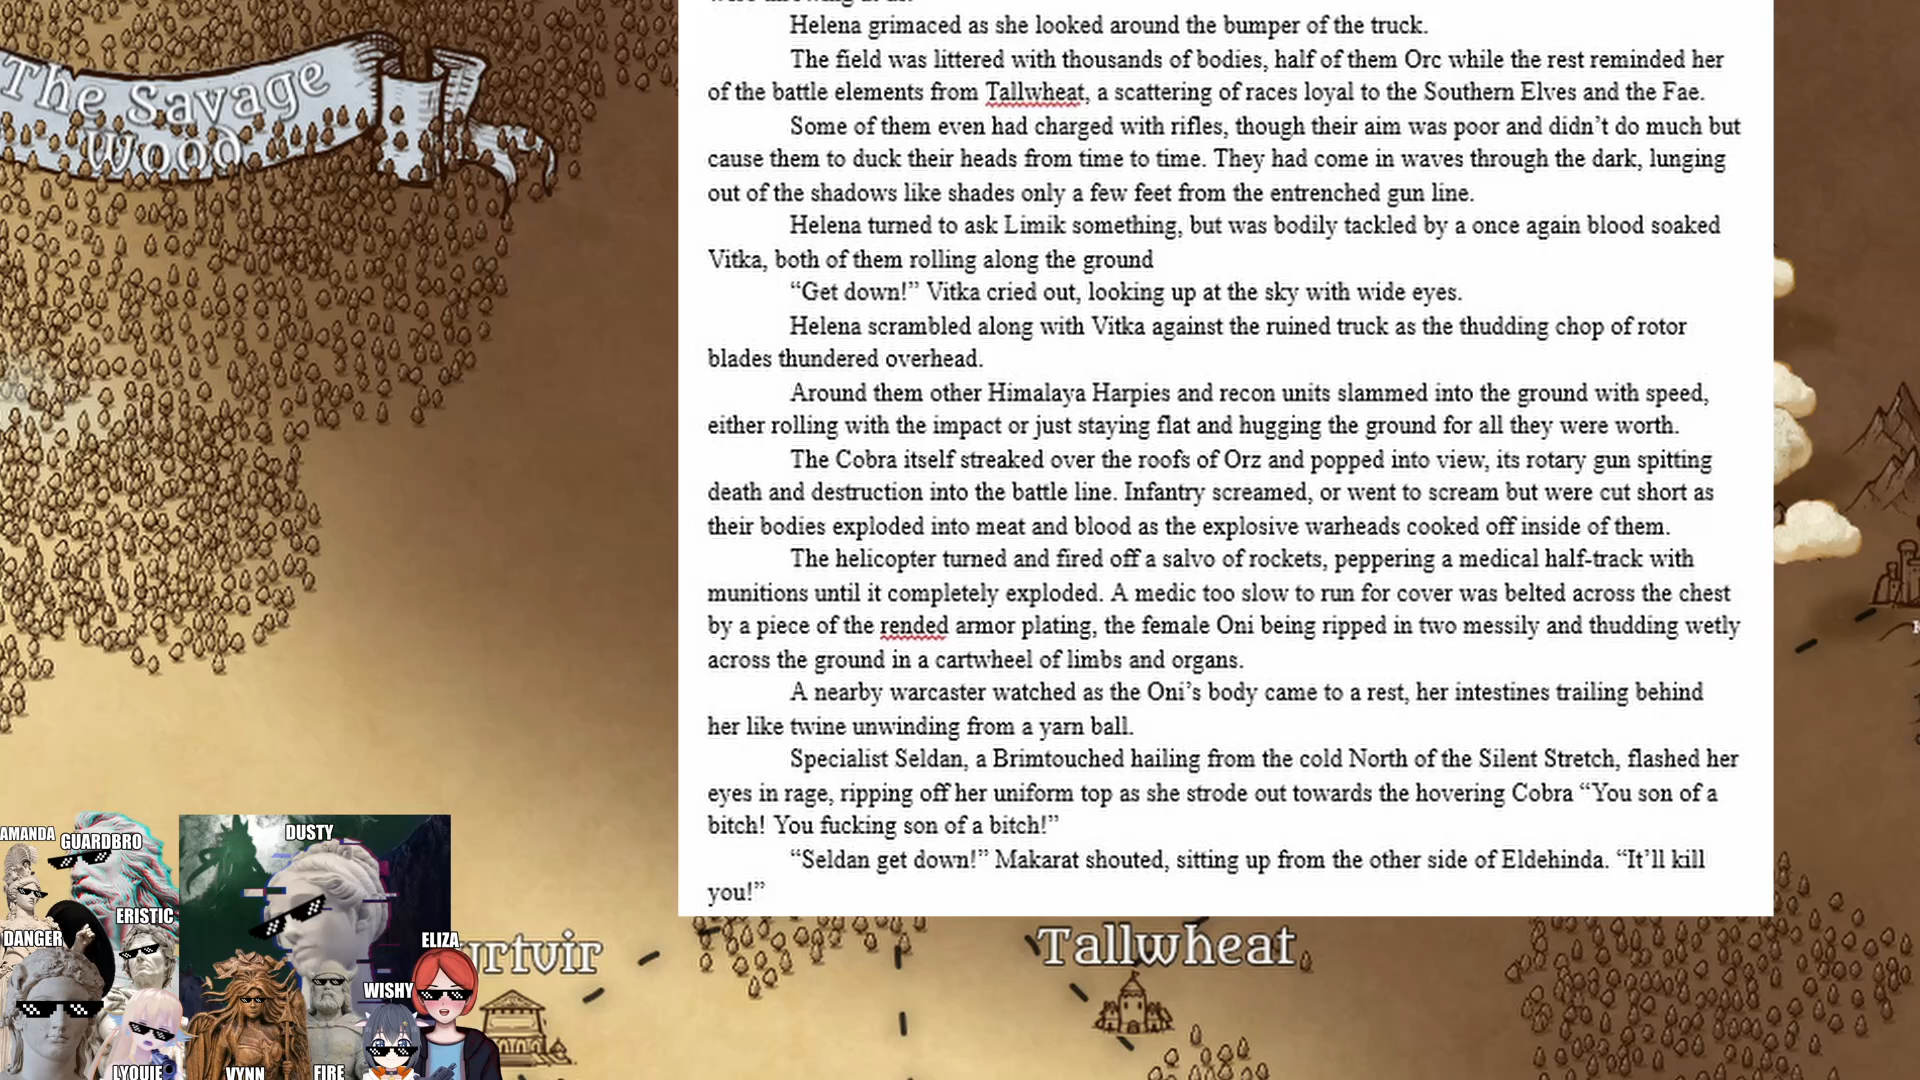 The Savage
Wood
Helena grimaced as she looked around the bumper of the truck.
The field was littered with thousands of bodies, half of them Orc while the rest reminded her
of the battle elements from Tallwheat, a scattering of races loyal to the Southern Elves and the Fae.
Some of them even had charged with rifles, though their aim was poor and didn’t do much but
cause them to duck their heads from time to time. They had come in waves through the dark, lunging
out of the shadows like shades only a few feet from the entrenched gun line.
Helena turned to ask Limik something, but was bodily tackled by a once again blood soaked
Vitka, both of them rolling along the ground
“Get down!” Vitka cried out, looking up at the sky with wide eyes.
Helena scrambled along with Vitka against the ruined truck as the thudding chop of rotor
blades thundered overhead.
Around them other Himalaya Harpies and recon units slammed into the ground with speed,
either rolling with the impact or just staying flat and hugging the ground for all they were worth.
The Cobra itself streaked over the roofs of Orz and popped into view, its rotary gun spitting
death and destruction into the battle line. Infantry screamed, or went to scream but were cut short as
their bodies exploded into meat and blood as the explosive warheads cooked off inside of them.
The helicopter turned and fired off a salvo of rockets, peppering a medical half-track with
munitions until it completely exploded. A medic too slow to run for cover was belted across the chest
by a piece of the rended armor plating, the female Oni being ripped in two messily and thudding wetly
across the ground in a cartwheel of limbs and organs.
A nearby warcaster watched as the Oni’s body came to a rest, her intestines trailing behind
her like twine unwinding from a yarn ball.
Specialist Seldan, a Brimtouched hailing from the cold North of the Silent Stretch, flashed her
eyes in rage, ripping off her uniform top as she strode out towards the hovering Cobra “You son of a
bitch! You fucking son of a bitch!”
“Seldan get down!” Makarat shouted, sitting up from the other side of Eldehinda. “It’ll kill
you!”
AMANDA
GUARDBRO
DUSTY
ERISTIC
DANGER
ELIZA
WISHY
LYQUIE
VYNN
FIRE
Tallwheat